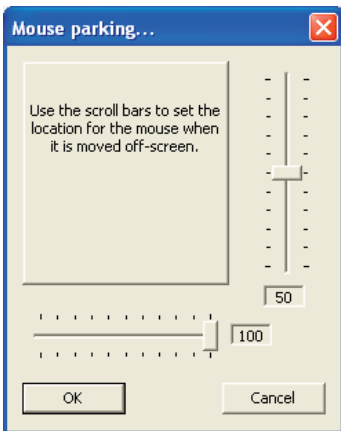 Mouse parking...
Use the scroll bars to set the
location for the mouse when
it is moved off-screen.
50
100
OK
Cancel